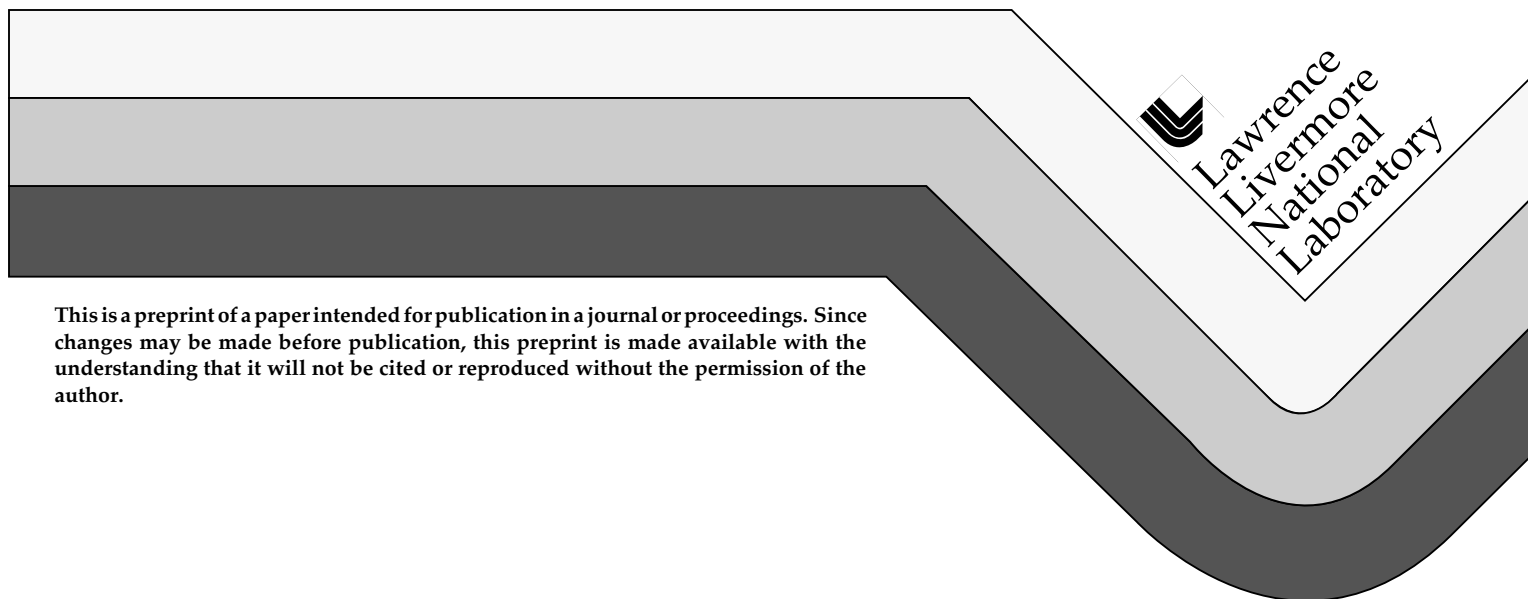 Lawrence
Livermore
National
Laboratory
This is a preprint of a paper intended for publication in a journal or proceedings. Since
changes may be made before publication, this preprint is made available with the
understanding that it will not be cited or reproduced without the permission of the
author.